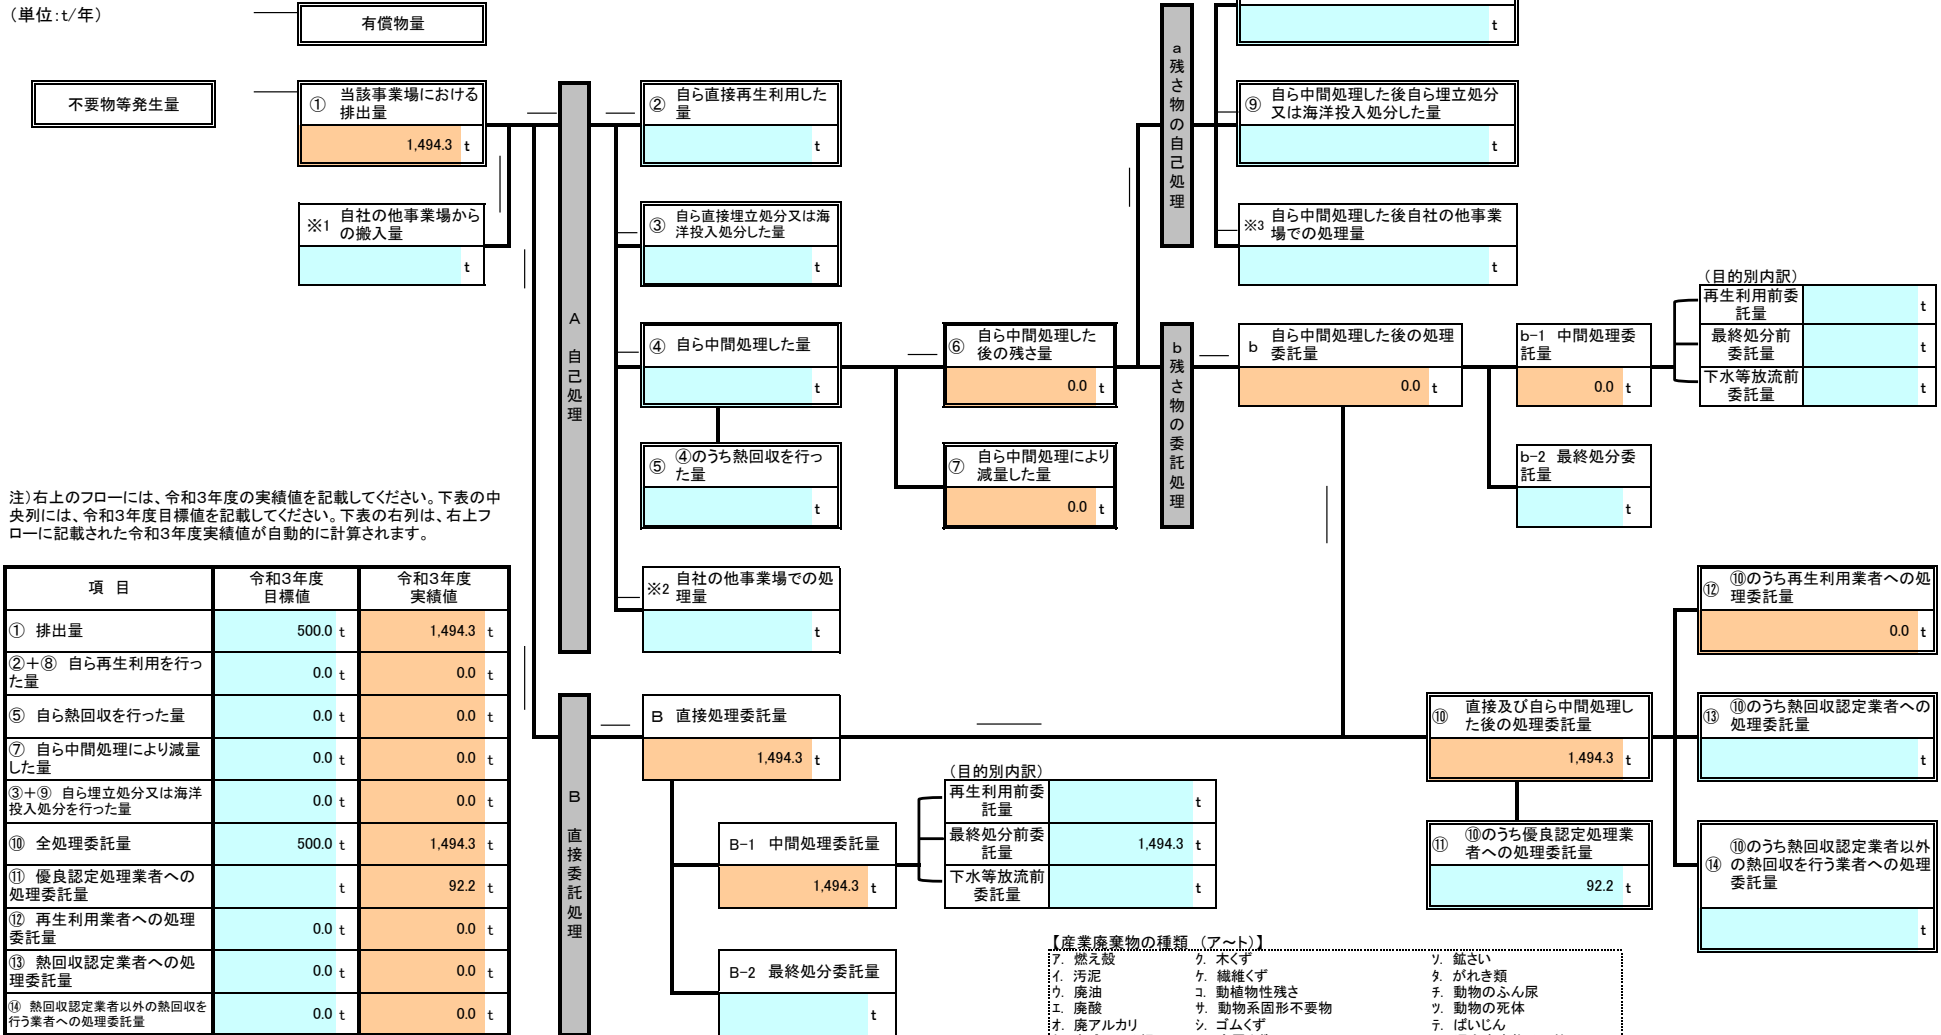 (単位:t/年)
有償物量
t
不要物等発生量
① 当該事業場における
排出量
1,494.3 t
※1 自社の他事業場から
の搬入量
t
A 自己処理
② 自ら直接再生利用した
量
t
③ 自ら直接埋立処分又は海
洋投入処分した量
t
④ 自ら中間処理した量
t
⑤ ④のうち熱回収を行っ
た量
t
※2 自社の他事業場での処
理量
t
⑥ 自ら中間処理した
後の残さ量
0.0 t
⑦ 自ら中間処理により
減量した量
0.0 t
a 残さ物の自己処理
⑨ 自ら中間処理した後自ら埋立処分
又は海洋投入処分した量
t
※3 自ら中間処理した後自社の他事業
場での処理量
t
b 残さ物の委託処理
b 自ら中間処理した後の処理
委託量
0.0 t
b-1 中間処理委
託量
0.0 t
b-2 最終処分委
託量
t
(目的別内訳)
再生利用前委
託量
t
最終処分前
委託量
t
下水等放流前
委託量
t
注)右上のフローには、令和3年度の実績値を記載してください。下表の中
央列には、令和3年度目標値を記載してください。下表の右列は、右上フ
ローに記載された令和3年度実績値が自動的に計算されます。
項 目 令和3年度
目標値 令和3年度
実績値
① 排出量 500.0 t 1,494.3 t
②+⑧ 自ら再生利用を行っ
た量 0.0 t 0.0 t
⑤ 自ら熱回収を行った量 0.0 t 0.0 t
⑦ 自ら中間処理により減量
した量 0.0 t 0.0 t
③+⑨ 自ら埋立処分又は海洋
投入処分を行った量 0.0 t 0.0 t
⑩ 全処理委託量 500.0 t 1,494.3 t
⑪ 優良認定処理業者への
処理委託量 t 92.2 t
⑫ 再生利用業者への処理
委託量 0.0 t 0.0 t
⑬ 熱回収認定業者への処
理委託量 0.0 t 0.0 t
⑭ 熱回収認定業者以外の熱回収を
行う業者への処理委託量 0.0 t 0.0 t
B 直接委託処理
B 直接処理委託量
1,494.3 t
B-1 中間処理委託量
1,494.3 t
B-2 最終処分委託量
t
(目的別内訳)
再生利用前委
託量
t
最終処分前委
託量
1,494.3 t
下水等放流前
委託量
t
⑩ 直接及び自ら中間処理し
た後の処理委託量
1,494.3 t
⑪ ⑩のうち優良認定処理業
者への処理委託量
92.2 t
⑫ ⑩のうち再生利用業者への処
理委託量
0.0 t
⑬ ⑩のうち熱回収認定業者への
処理委託量
t
⑭ ⑩のうち熱回収認定業者以外
の熱回収を行う業者への処理
委託量
t
【産業廃棄物の種類 (ア~ト)】
ア. 燃え殻 ク. 木くず ソ. 鉱さい
イ. 汚泥 ケ. 繊維くず タ. がれき類
ウ. 廃油 コ. 動植物性残さ チ. 動物のふん尿
エ. 廃酸 サ. 動物系固形不要物 ツ. 動物の死体
オ. 廃アルカリ シ. ゴムくず テ. ばいじん